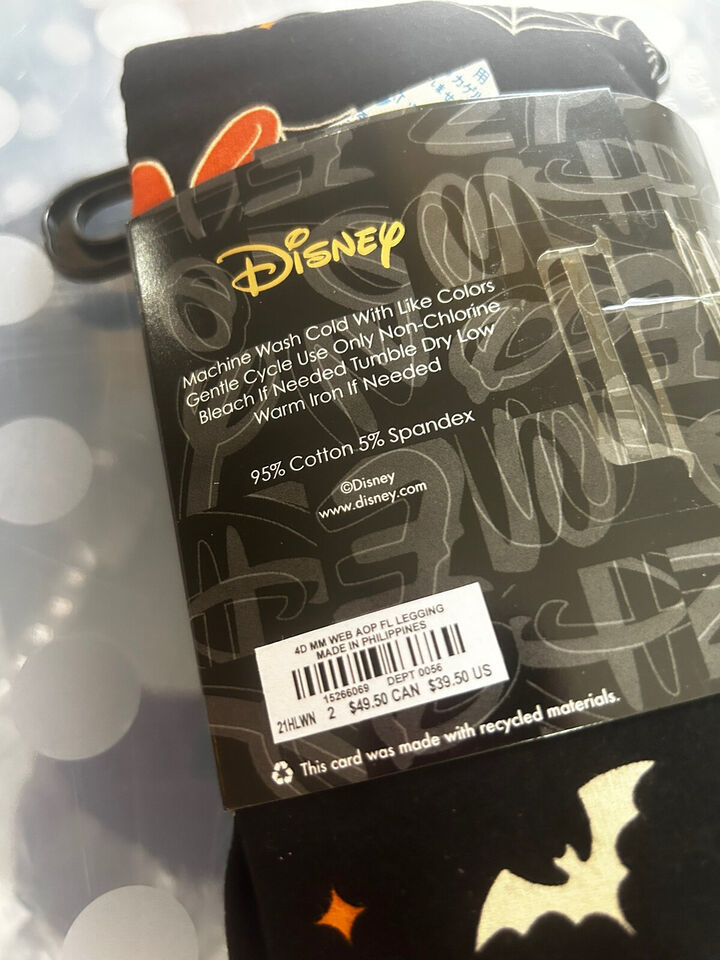 DISNEY
Machine Wash Cold With Like Colors
Gentle Cycle Use Only Non-Chlorine
Bleach If Needed Tumble Dry Low
Warm Iron If Needed
95% Cotton 5% Spandex
©Disney
www.disney.com
4D MM WEB AOP FL LEGGING
MADE IN PHILIPPINES
15266069 DEPT 0056
21HLWN 2 $49.50 CAN $39.50 US
This card was made with recycled materials.